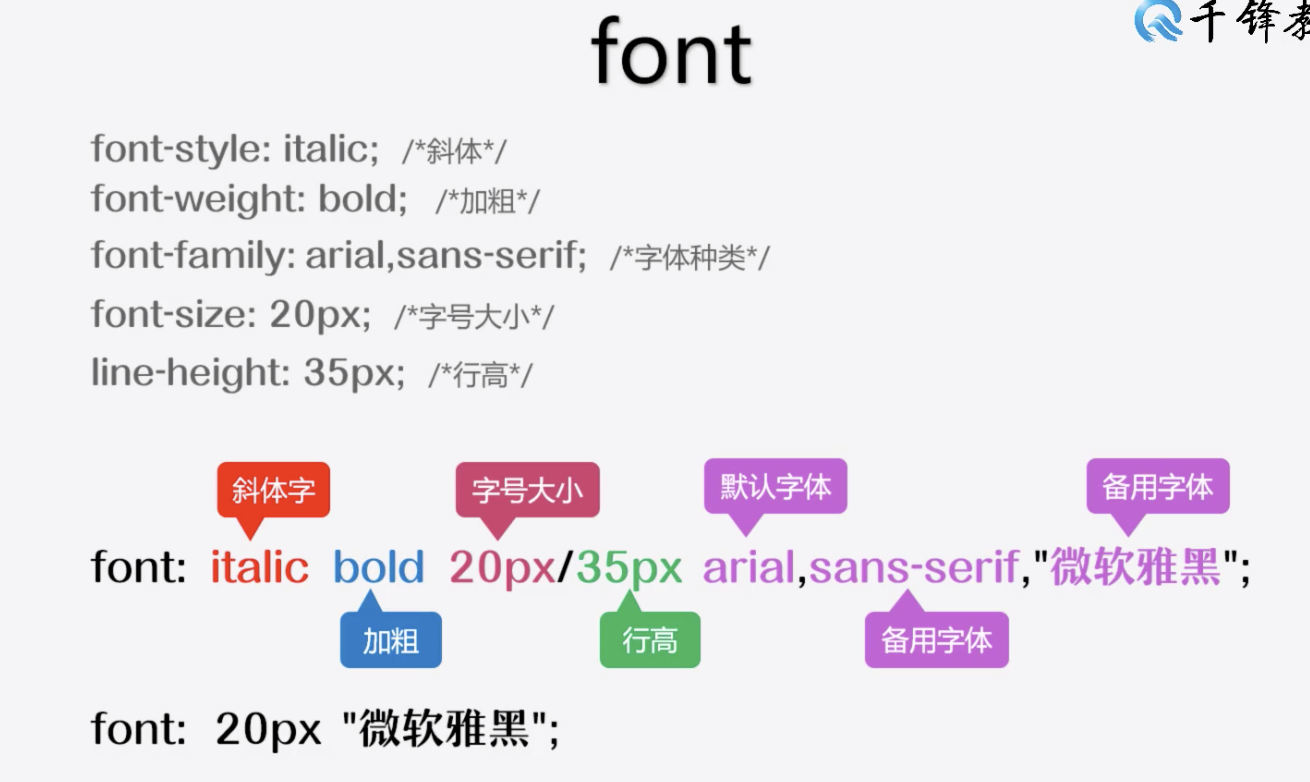 font
千锋教
font-style: italic; /*斜体*/
font-weight: bold; /*加粗*/
font-family: arial,sans-serif; /*字体种类*/
font-size: 20px; /*字号大小*/
line-height: 35px; /*行高*/
斜体字 字号大小 默认字体 备用字体
font: italic bold 20px/35px arial,sans-serif,"微软雅黑";
加粗 行高 备用字体
font: 20px "微软雅黑";